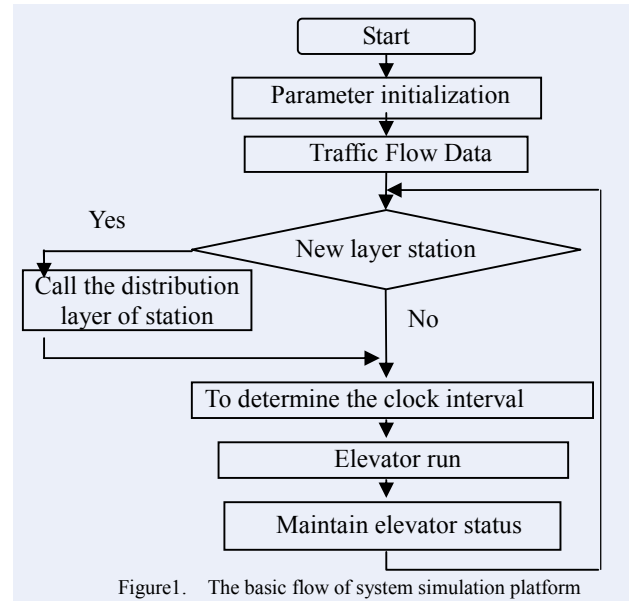 Start
Parameter initialization
Traffic Flow Data
Yes
New layer station
Call the distribution
layer of station
No
To determine the clock interval
Elevator run
Maintain elevator status
Figure1. The basic flow of system simulation platform